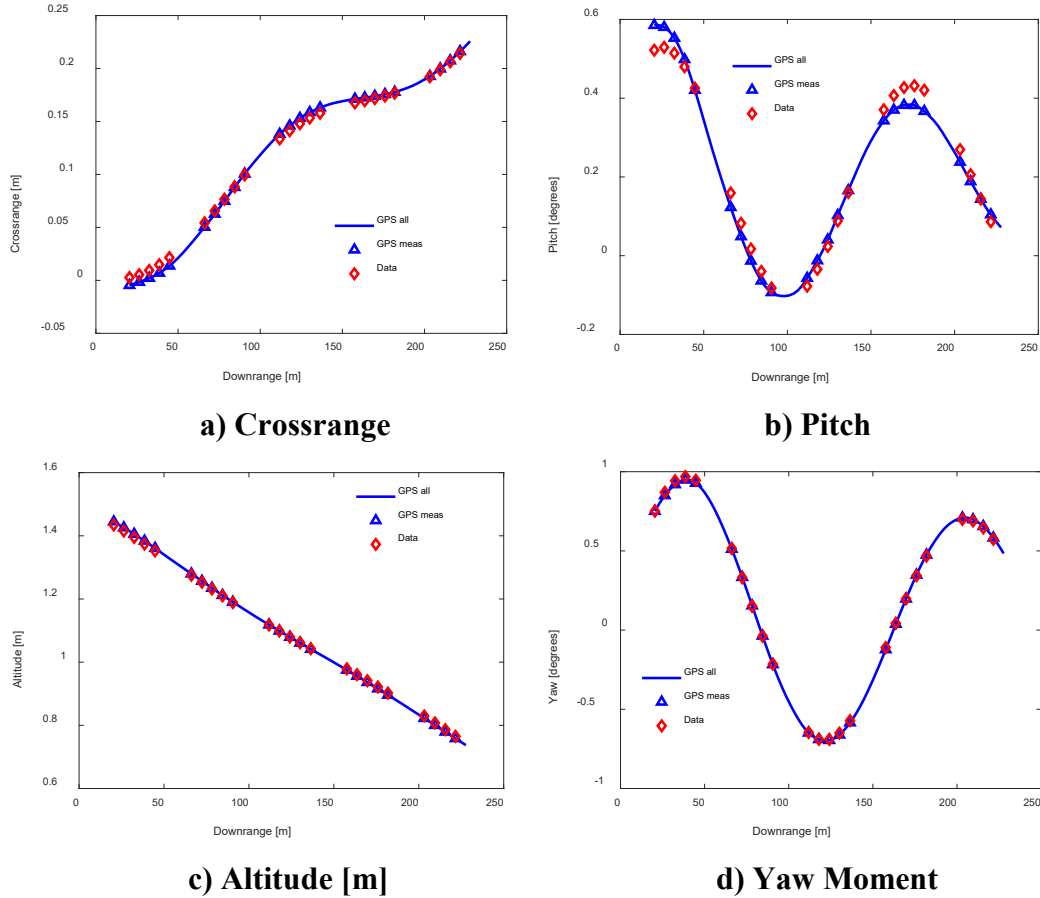 0.25
0.2
0.15
0.1
0.05
0
-0.05
Crossrange [m]
GPS all
GPS meas
Data
0 50 100 150 200 250
Downrange [m]
a) Crossrange
0.6
0.4
0.2
0
-0.2
Pitch [degrees]
GPS all
GPS meas
Data
0 50 100 150 200 250
Downrange [m]
b) Pitch
1.6
1.4
1.2
1
0.8
0.6
Altitude [m]
GPS all
GPS meas
Data
0 50 100 150 200 250
Downrange [m]
c) Altitude [m]
1
0.5
0
-0.5
-1
Yaw [degrees]
GPS all
GPS meas
Data
0 50 100 150 200 250
Downrange [m]
d) Yaw Moment